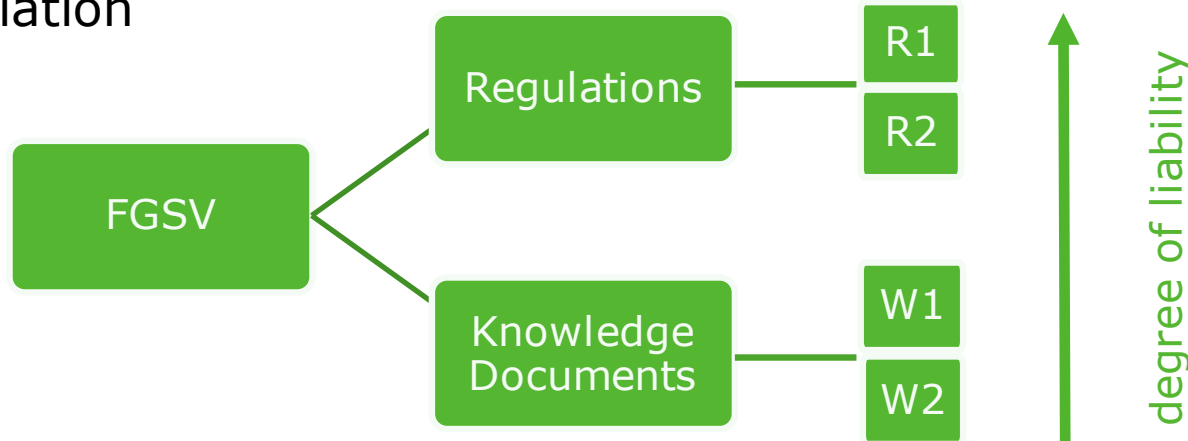 lation
FGSV
Regulations
R1
R2
Knowledge
Documents
W1
W2
degree of liability